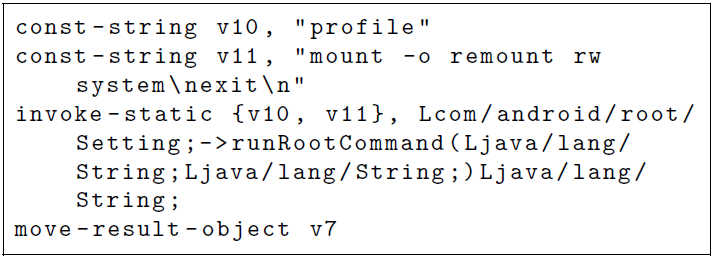 const-string v10, "profile"
const-string v11, "mount -o remount rw
system\nexit\n"
invoke-static {v10, v11}, Lcom/android/root/
Setting;->runRootCommand(Ljava/lang/
String;Ljava/lang/String;)Ljava/lang/
String;
move-result-object v7